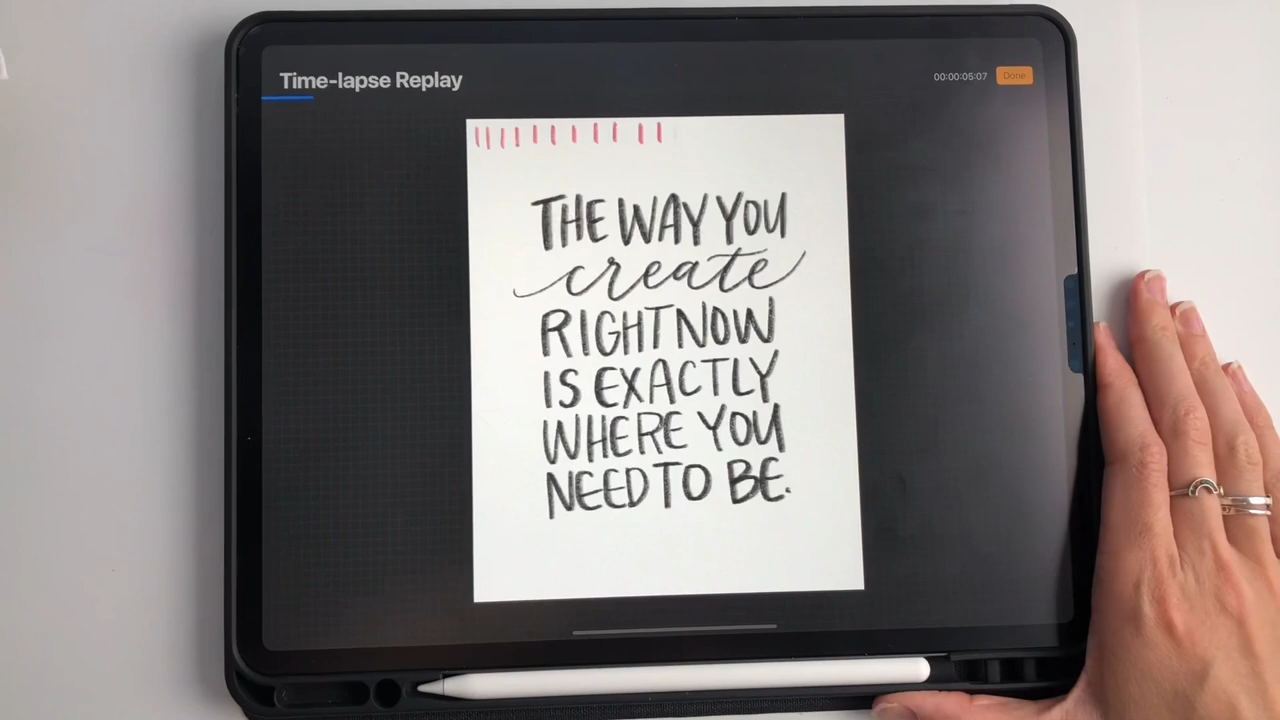 Time-lapse Replay
00:00:05:07
Done
THE WAY YOU
create
RIGHT NOW
IS EXACTLY
WHERE YOU
NEED TO BE.